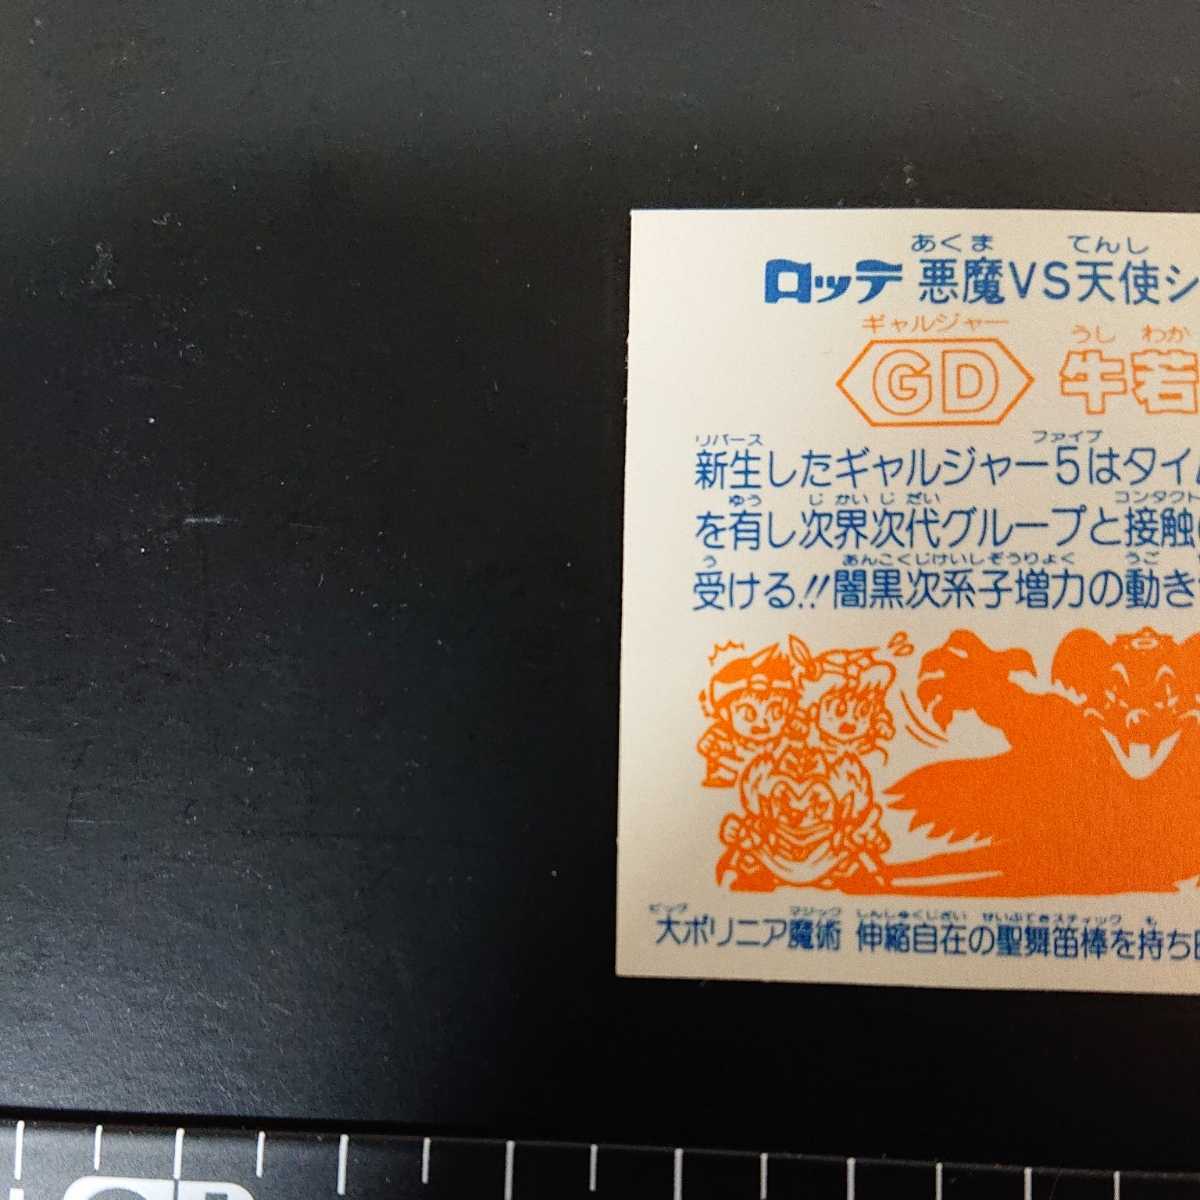 あくま てんし
ロッテ 悪魔VS天使シ
ギャルジャー うし わか
GD 牛若
リバース ファイブ
新生したギャルジャー5はタイム
ゆう じかいじだい コンタクト
を有し次界次代グループと接触
う あんこくじけいしぞうりょく うご
受ける!!闇黒次系子増力の動き
ビッグ マジック しんしゅくじざい せいぶてきスティック も
大ポリニア魔術 伸縮自在の聖舞笛棒を持ち